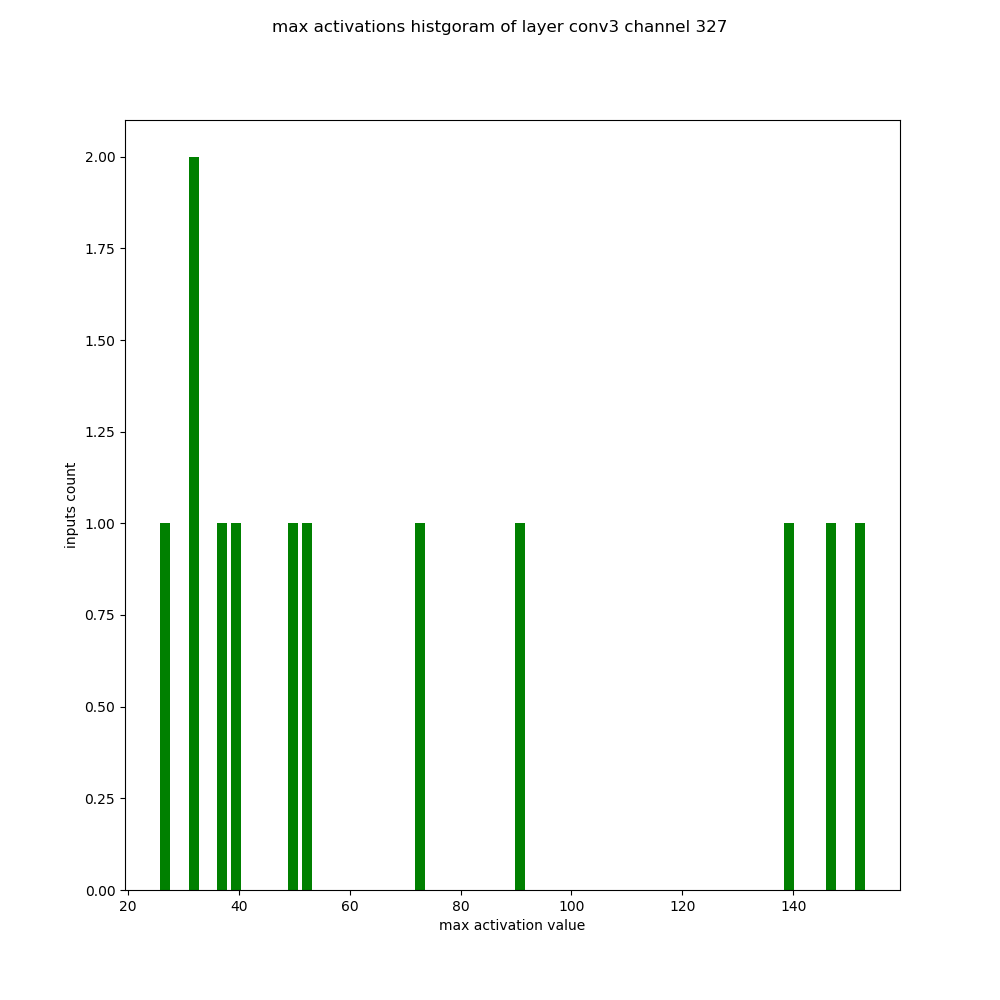 max activations histgoram of layer conv3 channel 327
2.00
1.75
1.50
1.25
1.00
0.75
0.50
0.25
0.00
inputs count
20 40 60 80 100 120 140
max activation value